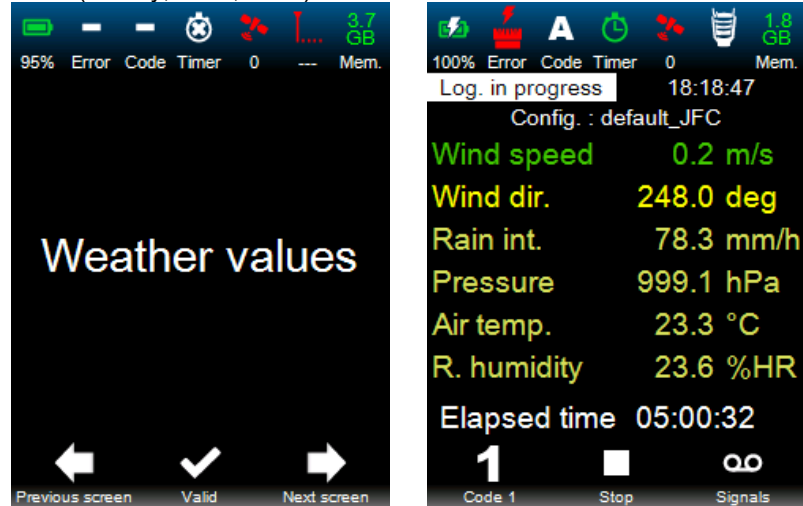 3.7
GB
95% Error Code Timer 0 --- Mem.
Weather values
Previous screen Valid Next screen
A 1.8
GB
100% Error Code Timer 0 Mem.
Log. in progress 18:18:47
Config. : default_JFC
Wind speed 0.2 m/s
Wind dir. 248.0 deg
Rain int. 78.3 mm/h
Pressure 999.1 hPa
Air temp. 23.3 °C
R. humidity 23.6 %HR
Elapsed time 05:00:32
1
Code 1 Stop Signals